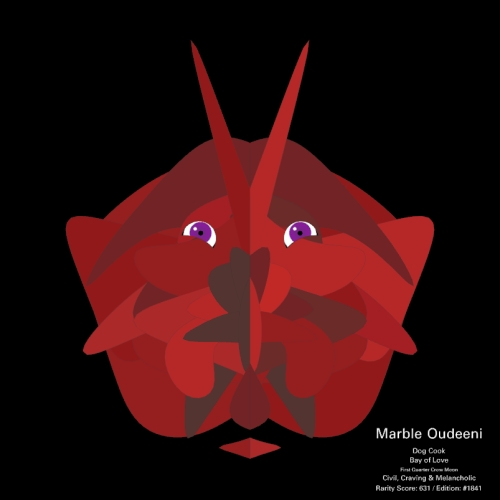 Marble Oudeeni
Dog Cook
Bay of Love
First Quarter Crow Moon
Civil, Craving & Melancholic
Rarity Score: 631 / Edition: #1841